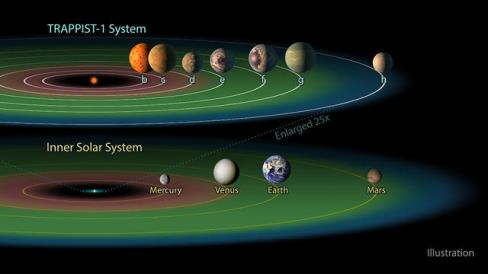 TRAPPIST-1 System
b c d e f g h
Enlarged 25x
Inner Solar System
Mercury Venus Earth Mars
Illustration